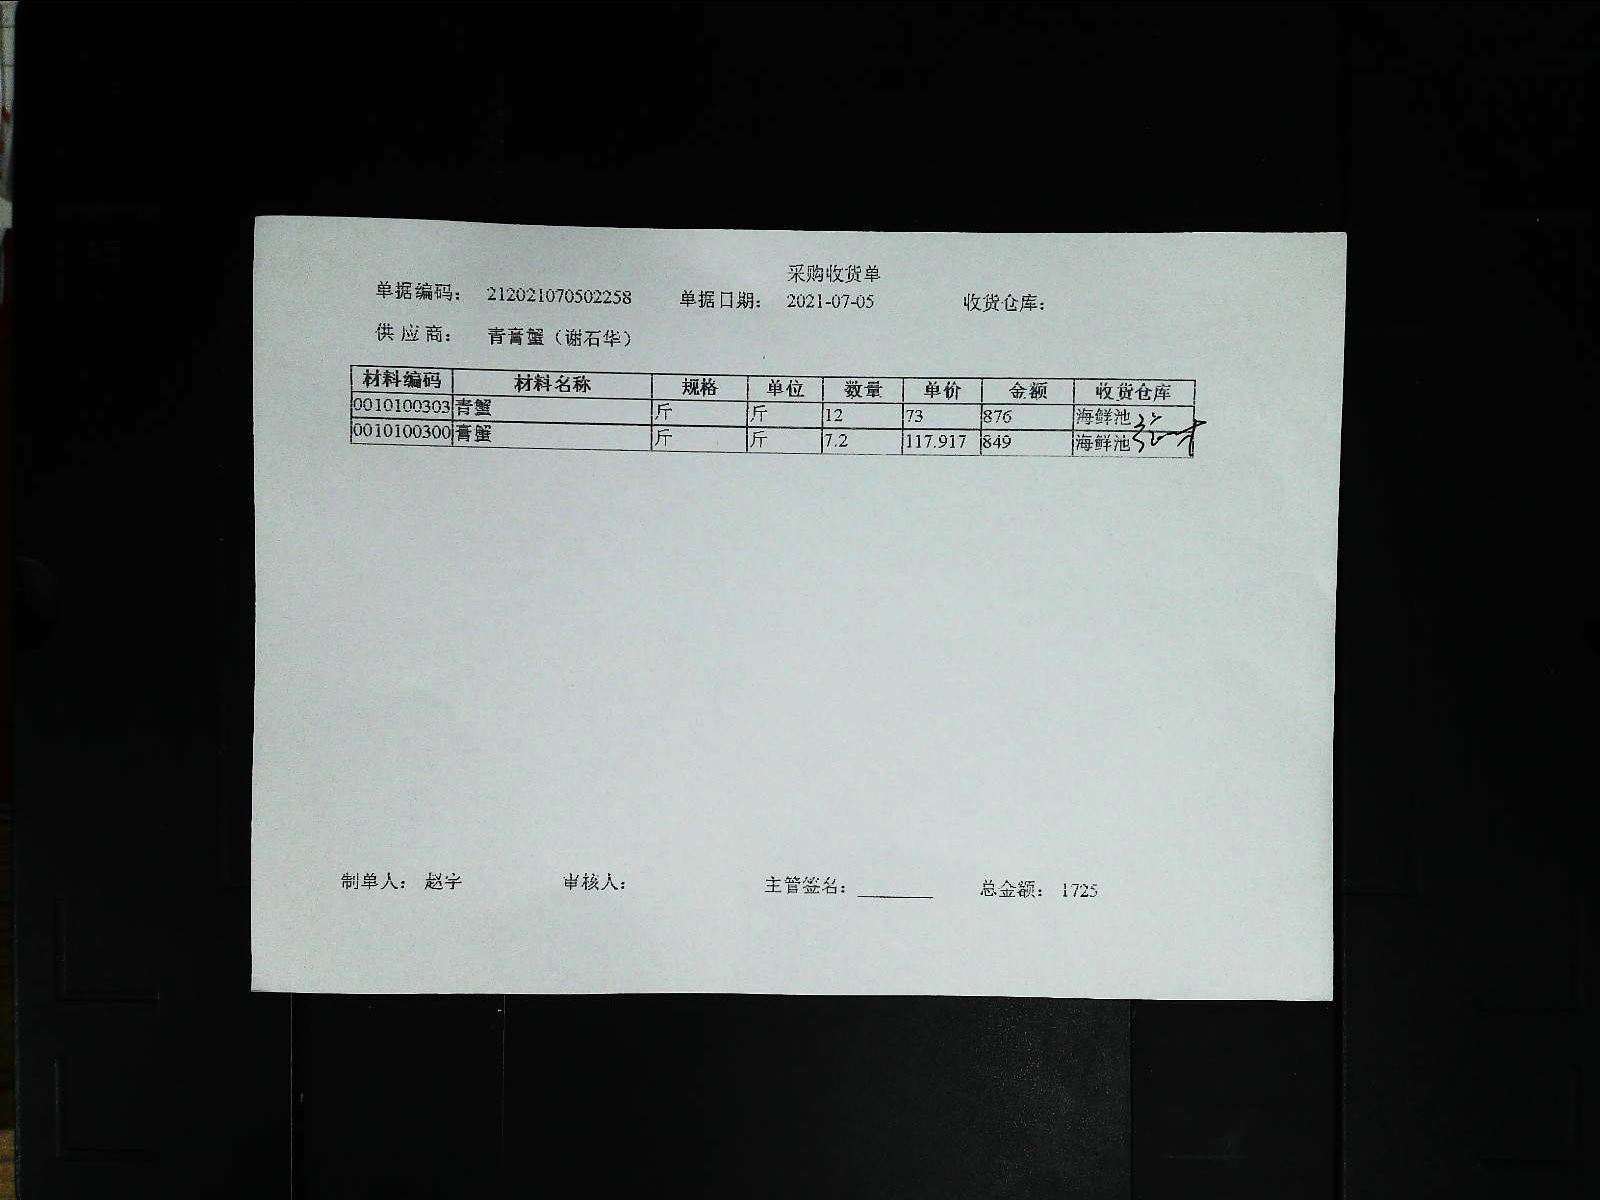 采购收货单
单据编码： 212021070502258 单据日期： 2021-07-05 收货仓库：
供 应 商： 青膏蟹（谢石华）
材料编码 材料名称 规格 单位 数量 单价 金额 收货仓库
0010100303 青蟹 斤 斤 12 73 876 海鲜池
0010100300 膏蟹 斤 斤 7.2 117.917 849 海鲜池
制单人： 赵宇 审核人： 主管签名： 总金额： 1725